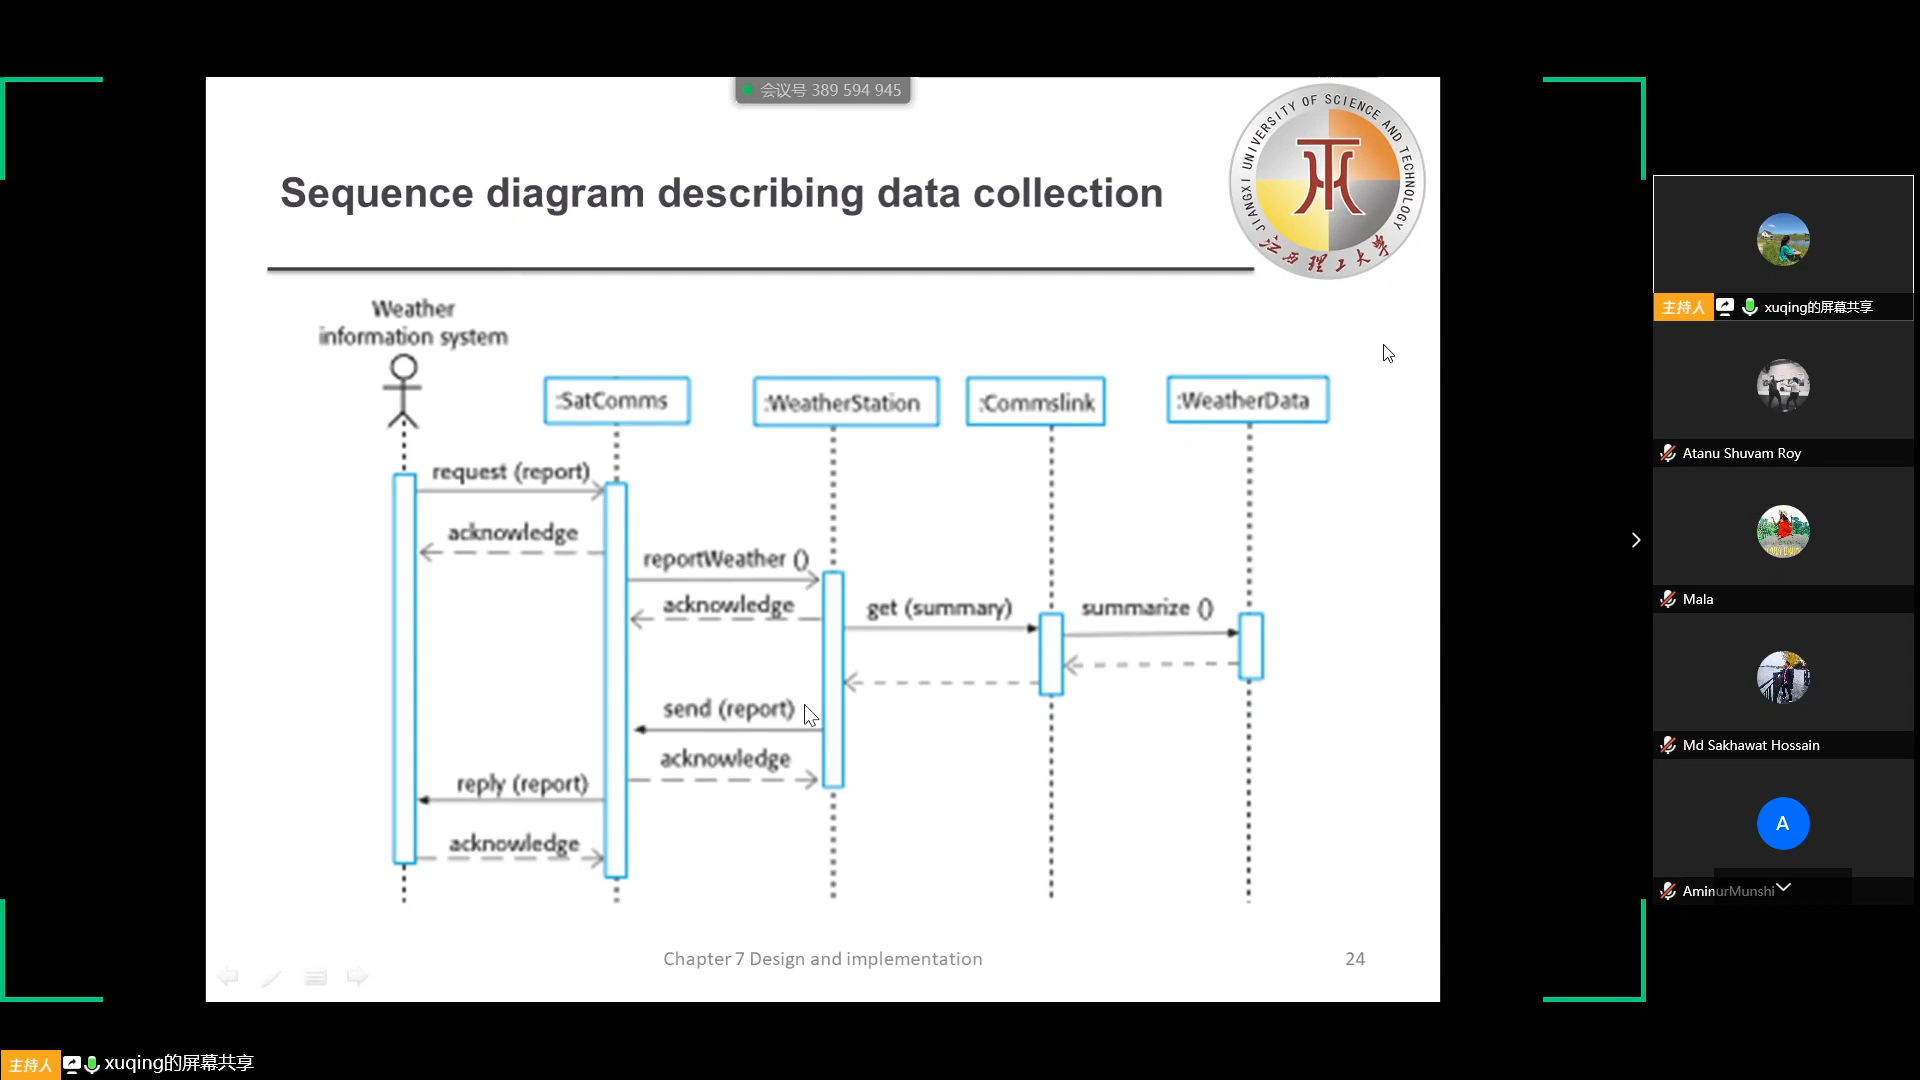 会议号 389 594 945
JIANGXI UNIVERSITY OF SCIENCE AND TECHNOLOGY
江西理工大学
Sequence diagram describing data collection
Weather
information system
:SatComms
:WeatherStation
:Commslink
:WeatherData
request (report)
acknowledge
reportWeather ()
acknowledge
get (summary)
summarize ()
send (report)
acknowledge
reply (report)
acknowledge
Chapter 7 Design and implementation
24
主持人 xuqing的屏幕共享
Atanu Shuvam Roy
Mala
Md Sakhawat Hossain
A
AminurMunshi
主持人 xuqing的屏幕共享